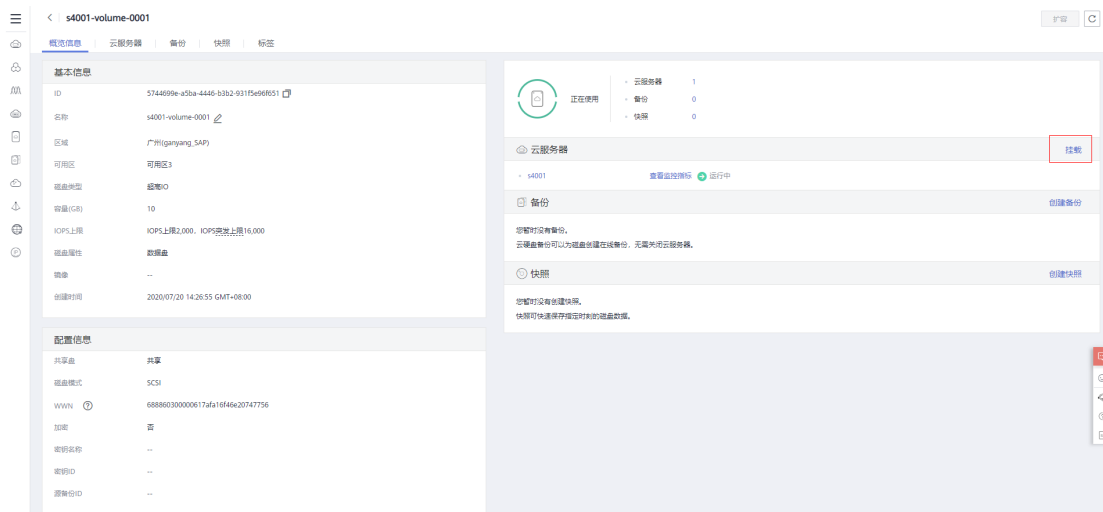 s4001-volume-0001
扩容
概览信息 云服务器 备份 快照 标签
基本信息
ID 5744699e-a5ba-4446-b3b2-931f5e96f651
名称 s4001-volume-0001
区域 广州(ganyang_SAP)
可用区 可用区3
磁盘类型 超高IO
容量(GB) 10
IOPS上限 IOPS上限2,000，IOPS突发上限16,000
磁盘属性 数据盘
镜像 --
创建时间 2020/07/20 14:26:55 GMT+08:00
配置信息
共享盘 共享
磁盘模式 SCSI
WWN 688860300000617afa16f46e20747756
加密 否
密钥名称 --
密钥ID --
源备份ID --
正在使用
云服务器 1
备份 0
快照 0
云服务器 挂载
s4001 查看监控指标 运行中
备份 创建备份
您暂时没有备份。
云硬盘备份可以为磁盘创建在线备份，无需关闭云服务器。
快照 创建快照
您暂时没有创建快照。
快照可快速保存指定时刻的磁盘数据。